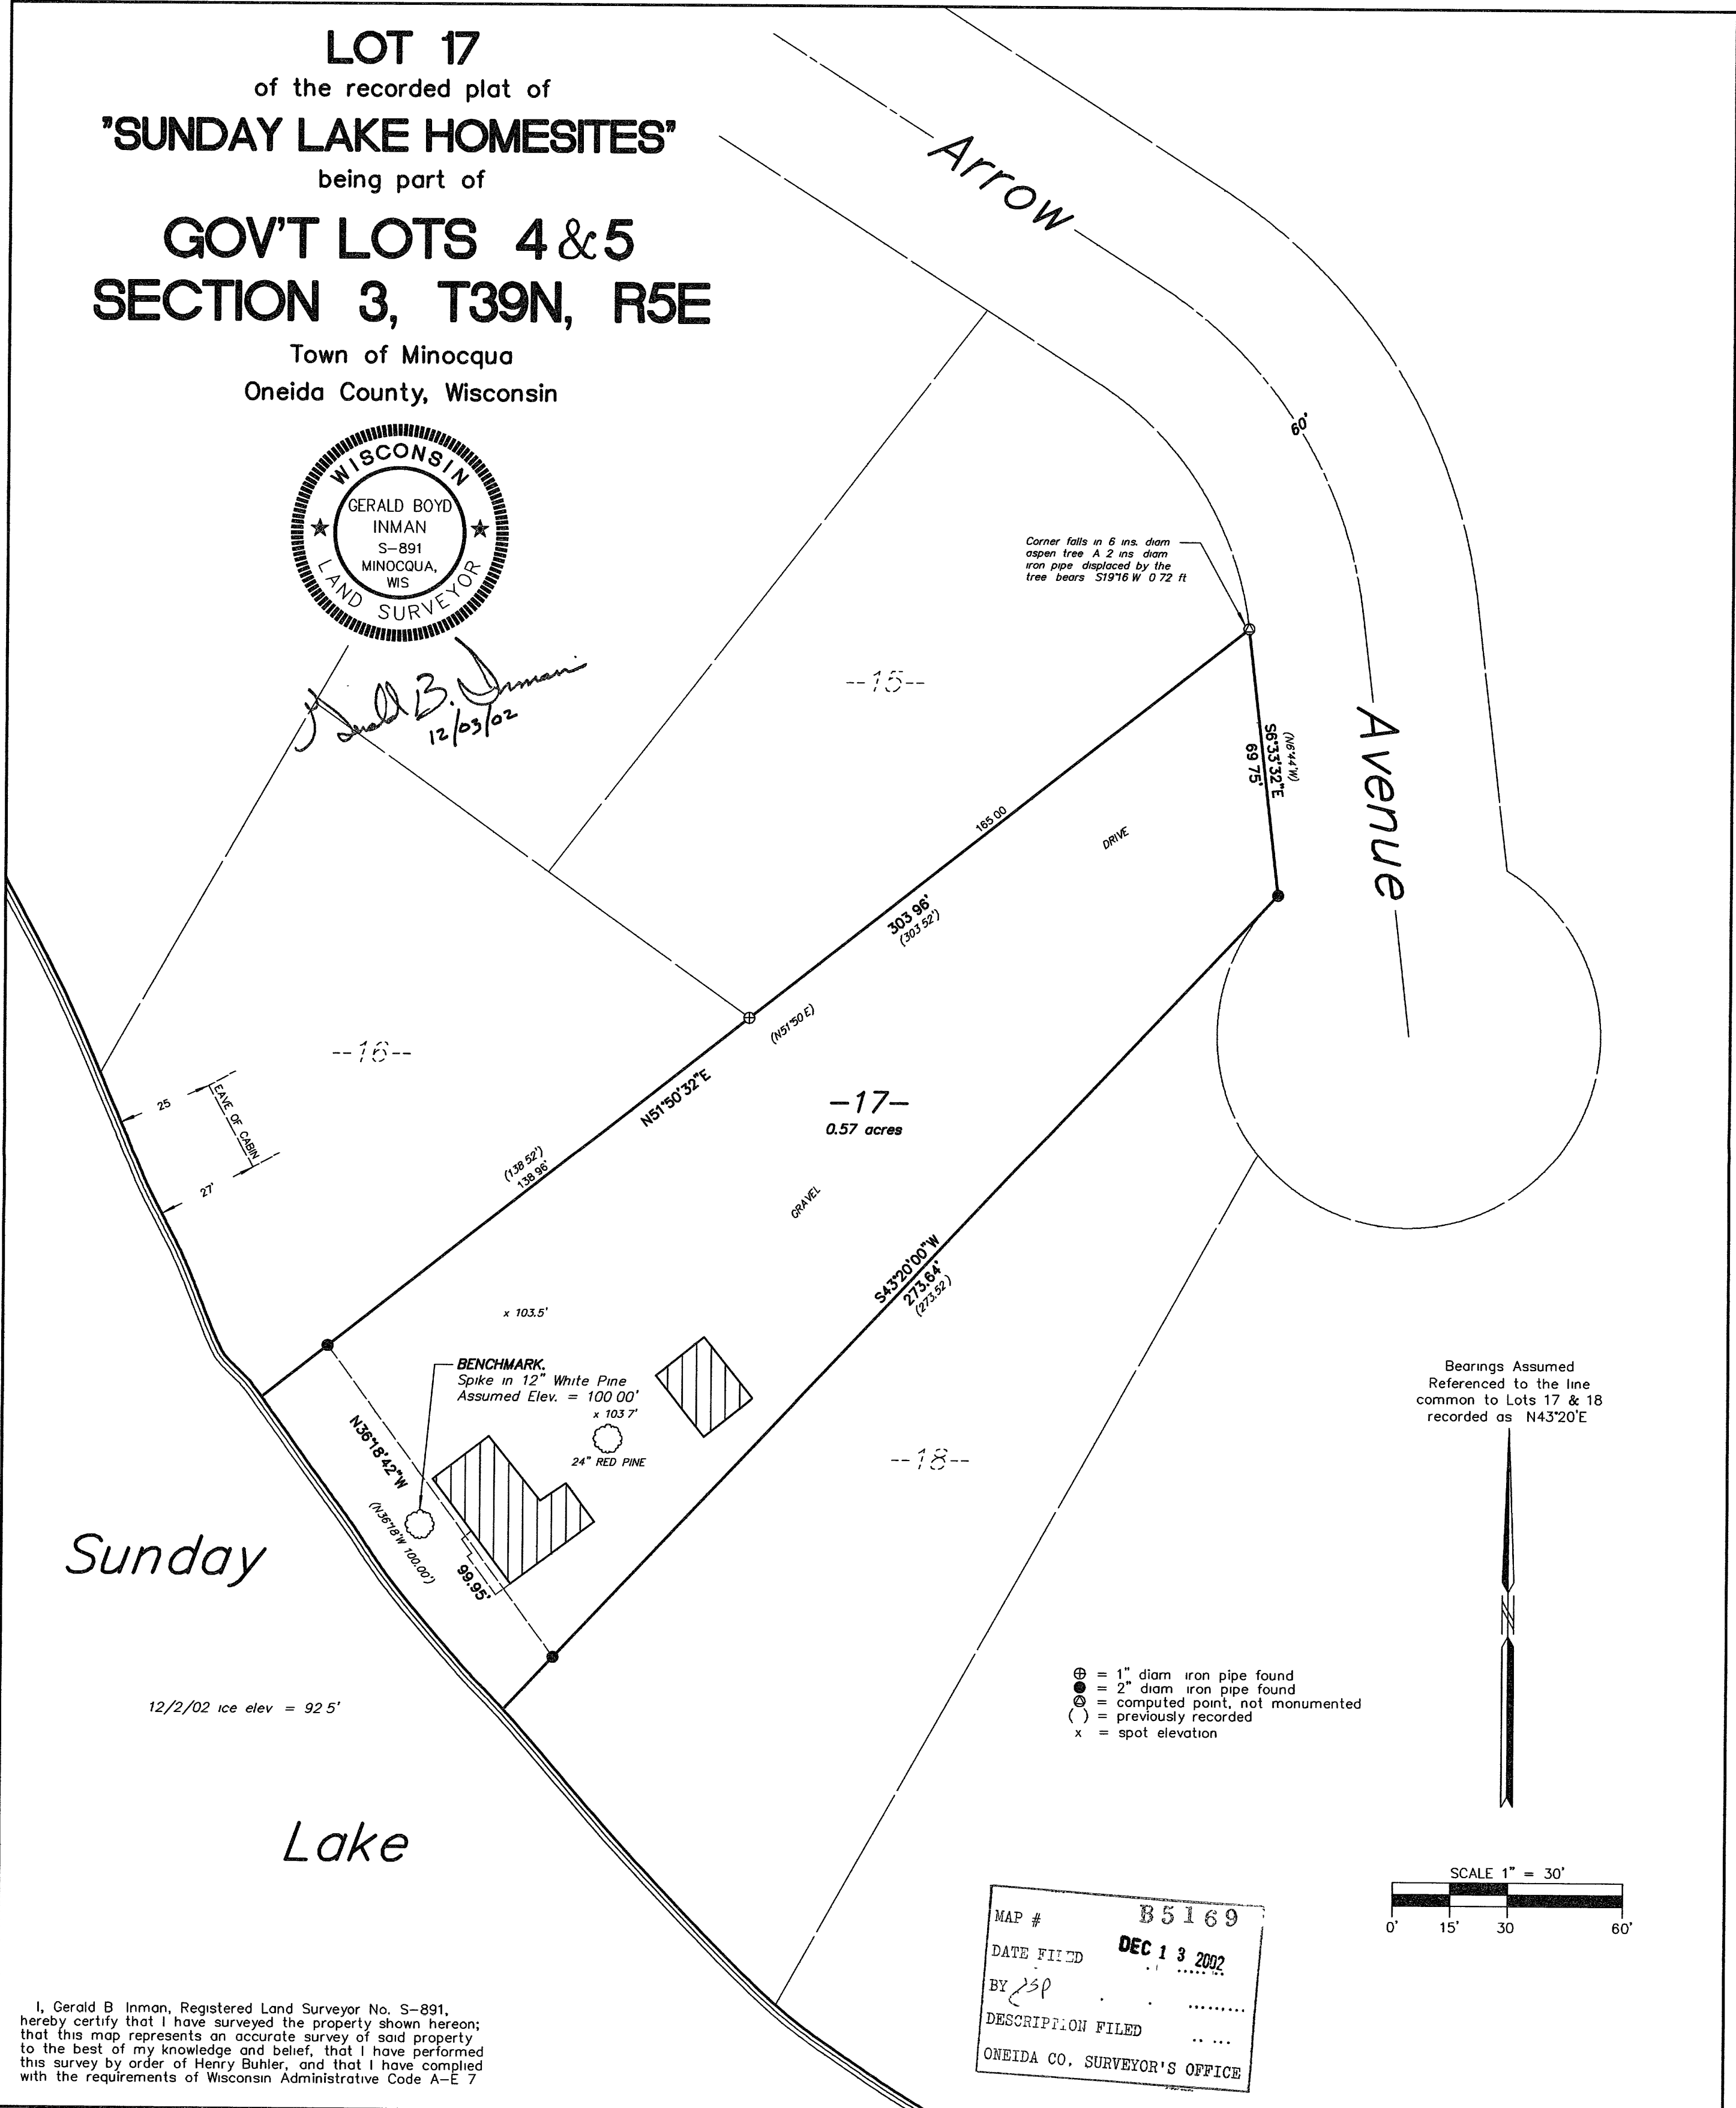 LOT 17
of the recorded plat of
"SUNDAY LAKE HOMESITES"
being part of
GOV'T LOTS 4&5
SECTION 3, T39N, R5E
Town of Minocqua
Oneida County, Wisconsin
WISCONSIN
GERALD BOYD
INMAN
S-891
MINOCQUA,
WIS
LAND SURVEYOR
Gerald B. Inman
12/03/02
Arrow
60'
Avenue
Corner falls in 6 ins. diam
aspen tree A 2 ins diam
iron pipe displaced by the
tree bears S19°16 W 0 72 ft
--15--
(N6°44'W)
S6°33'32"E
69 75'
165 00
DRIVE
303 96'
(303 52')
(N51°50 E)
--16--
N51°50'32"E
25
EAVE OF CABIN
27'
-17-
0.57 acres
(138 52')
138 96'
GRAVEL
S43°20'00"W
273.64'
(273.52')
x 103.5'
BENCHMARK.
Spike in 12" White Pine
Assumed Elev. = 100 00'
x 103 7'
24" RED PINE
N36°18'42"W
(N36°18'W 100.00')
99.95'
--18--
Bearings Assumed
Referenced to the line
common to Lots 17 & 18
recorded as N43°20'E
N
Sunday
Lake
12/2/02 ice elev = 92 5'
⊕ = 1" diam iron pipe found
● = 2" diam iron pipe found
= computed point, not monumented
( ) = previously recorded
x = spot elevation
SCALE 1" = 30'
0' 15' 30 60'
MAP # B5169
DATE FILED DEC 13 2002
BY
DESCRIPTION FILED
ONEIDA CO. SURVEYOR'S OFFICE
I, Gerald B Inman, Registered Land Surveyor No. S-891,
hereby certify that I have surveyed the property shown hereon;
that this map represents an accurate survey of said property
to the best of my knowledge and belief, that I have performed
this survey by order of Henry Buhler, and that I have complied
with the requirements of Wisconsin Administrative Code A-E 7